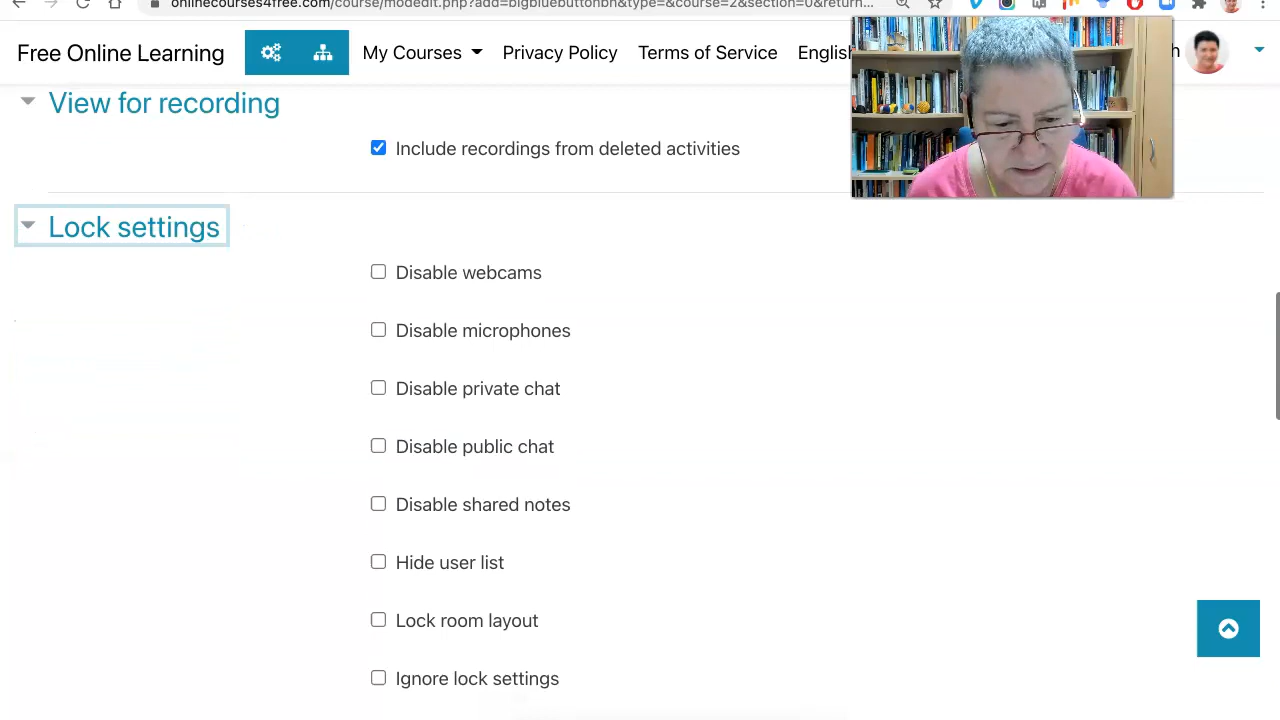 onlinecourses4free.com/course/modedit.php?add=bigbluebuttonbn&type=&course=2&section=0&return...
Free Online Learning My Courses Privacy Policy Terms of Service English
View for recording
Include recordings from deleted activities
Lock settings
Disable webcams
Disable microphones
Disable private chat
Disable public chat
Disable shared notes
Hide user list
Lock room layout
Ignore lock settings